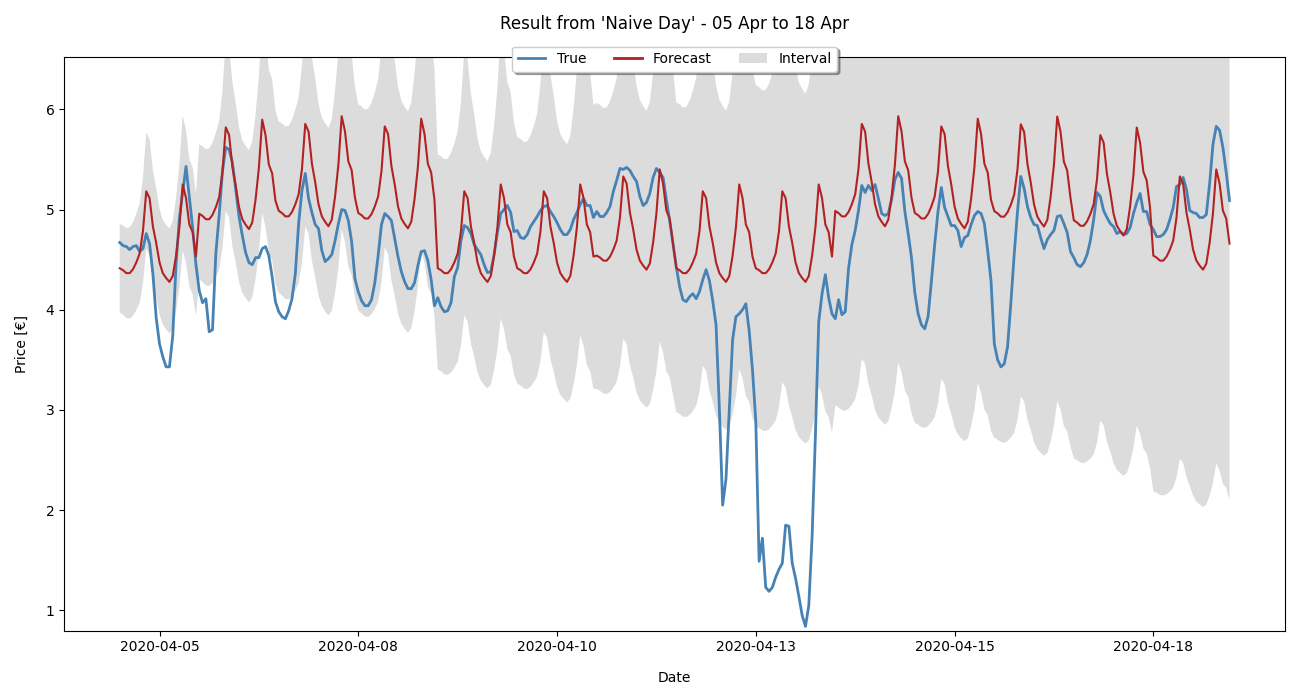 Result from 'Naive Day' - 05 Apr to 18 Apr
True Forecast Interval
Price [€]
6
5
4
3
2
1
2020-04-05 2020-04-08 2020-04-10 2020-04-13 2020-04-15 2020-04-18
Date